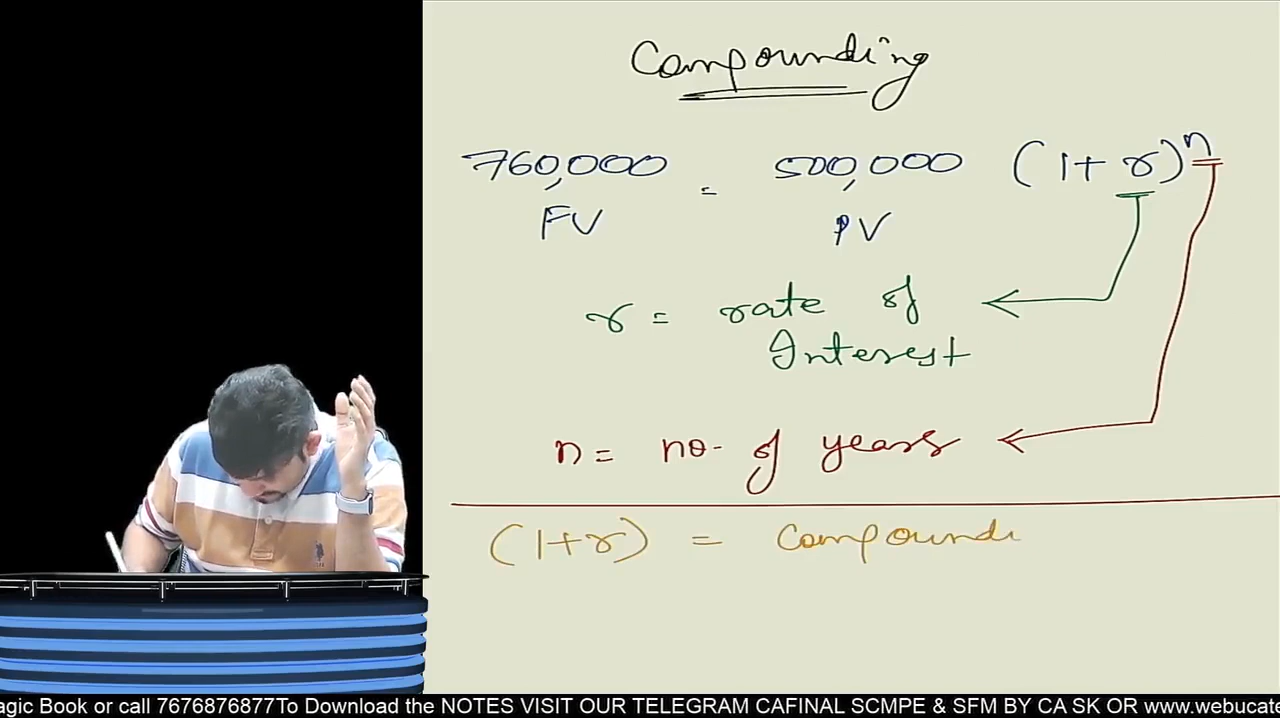 Compounding
760,000 = 500,000 (1+ r)n
FV PV
r = rate of
Interest
n = no. of years
(1+r) = Compoundi
agic Book or call 7676876877To Download the NOTES VISIT OUR TELEGRAM CAFINAL SCMPE & SFM BY CA SK OR www.webucate